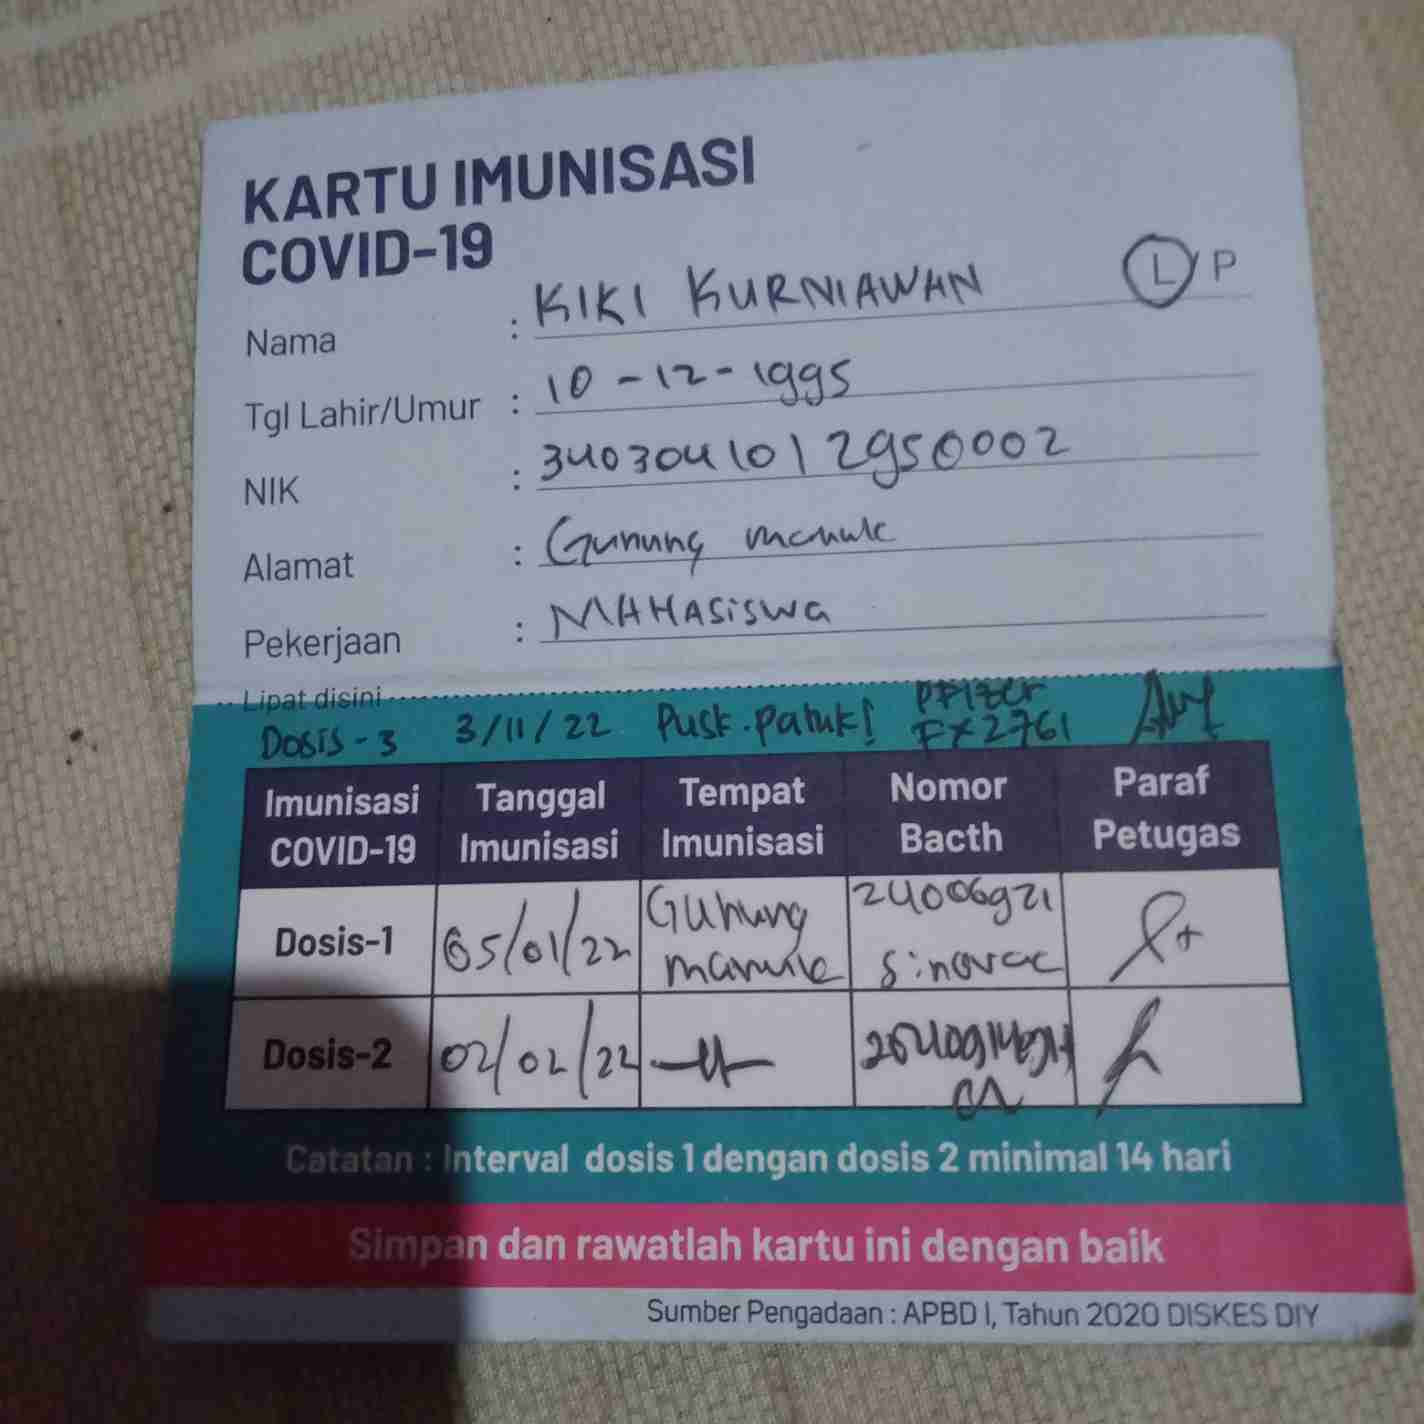 KARTU IMUNISASI
COVID-19
Nama : KIKI KURNIAWAN L/P
Tgl Lahir/Umur : 10-12-1995
NIK : 3403041012950002
Alamat : Gunung manuk
Pekerjaan : MAHASiSwa
Lipat disini
Dosis-3 3/11/22 Pusk.patuk I PFizer FX2761
Imunisasi COVID-19 Tanggal Imunisasi Tempat Imunisasi Nomor Bacth Paraf Petugas
Dosis-1 05/01/22 Gunung manuk 24006921 sinovac
Dosis-2 02/02/22
Catatan : Interval dosis 1 dengan dosis 2 minimal 14 hari
Simpan dan rawatlah kartu ini dengan baik
Sumber Pengadaan : APBD I, Tahun 2020 DISKES DIY